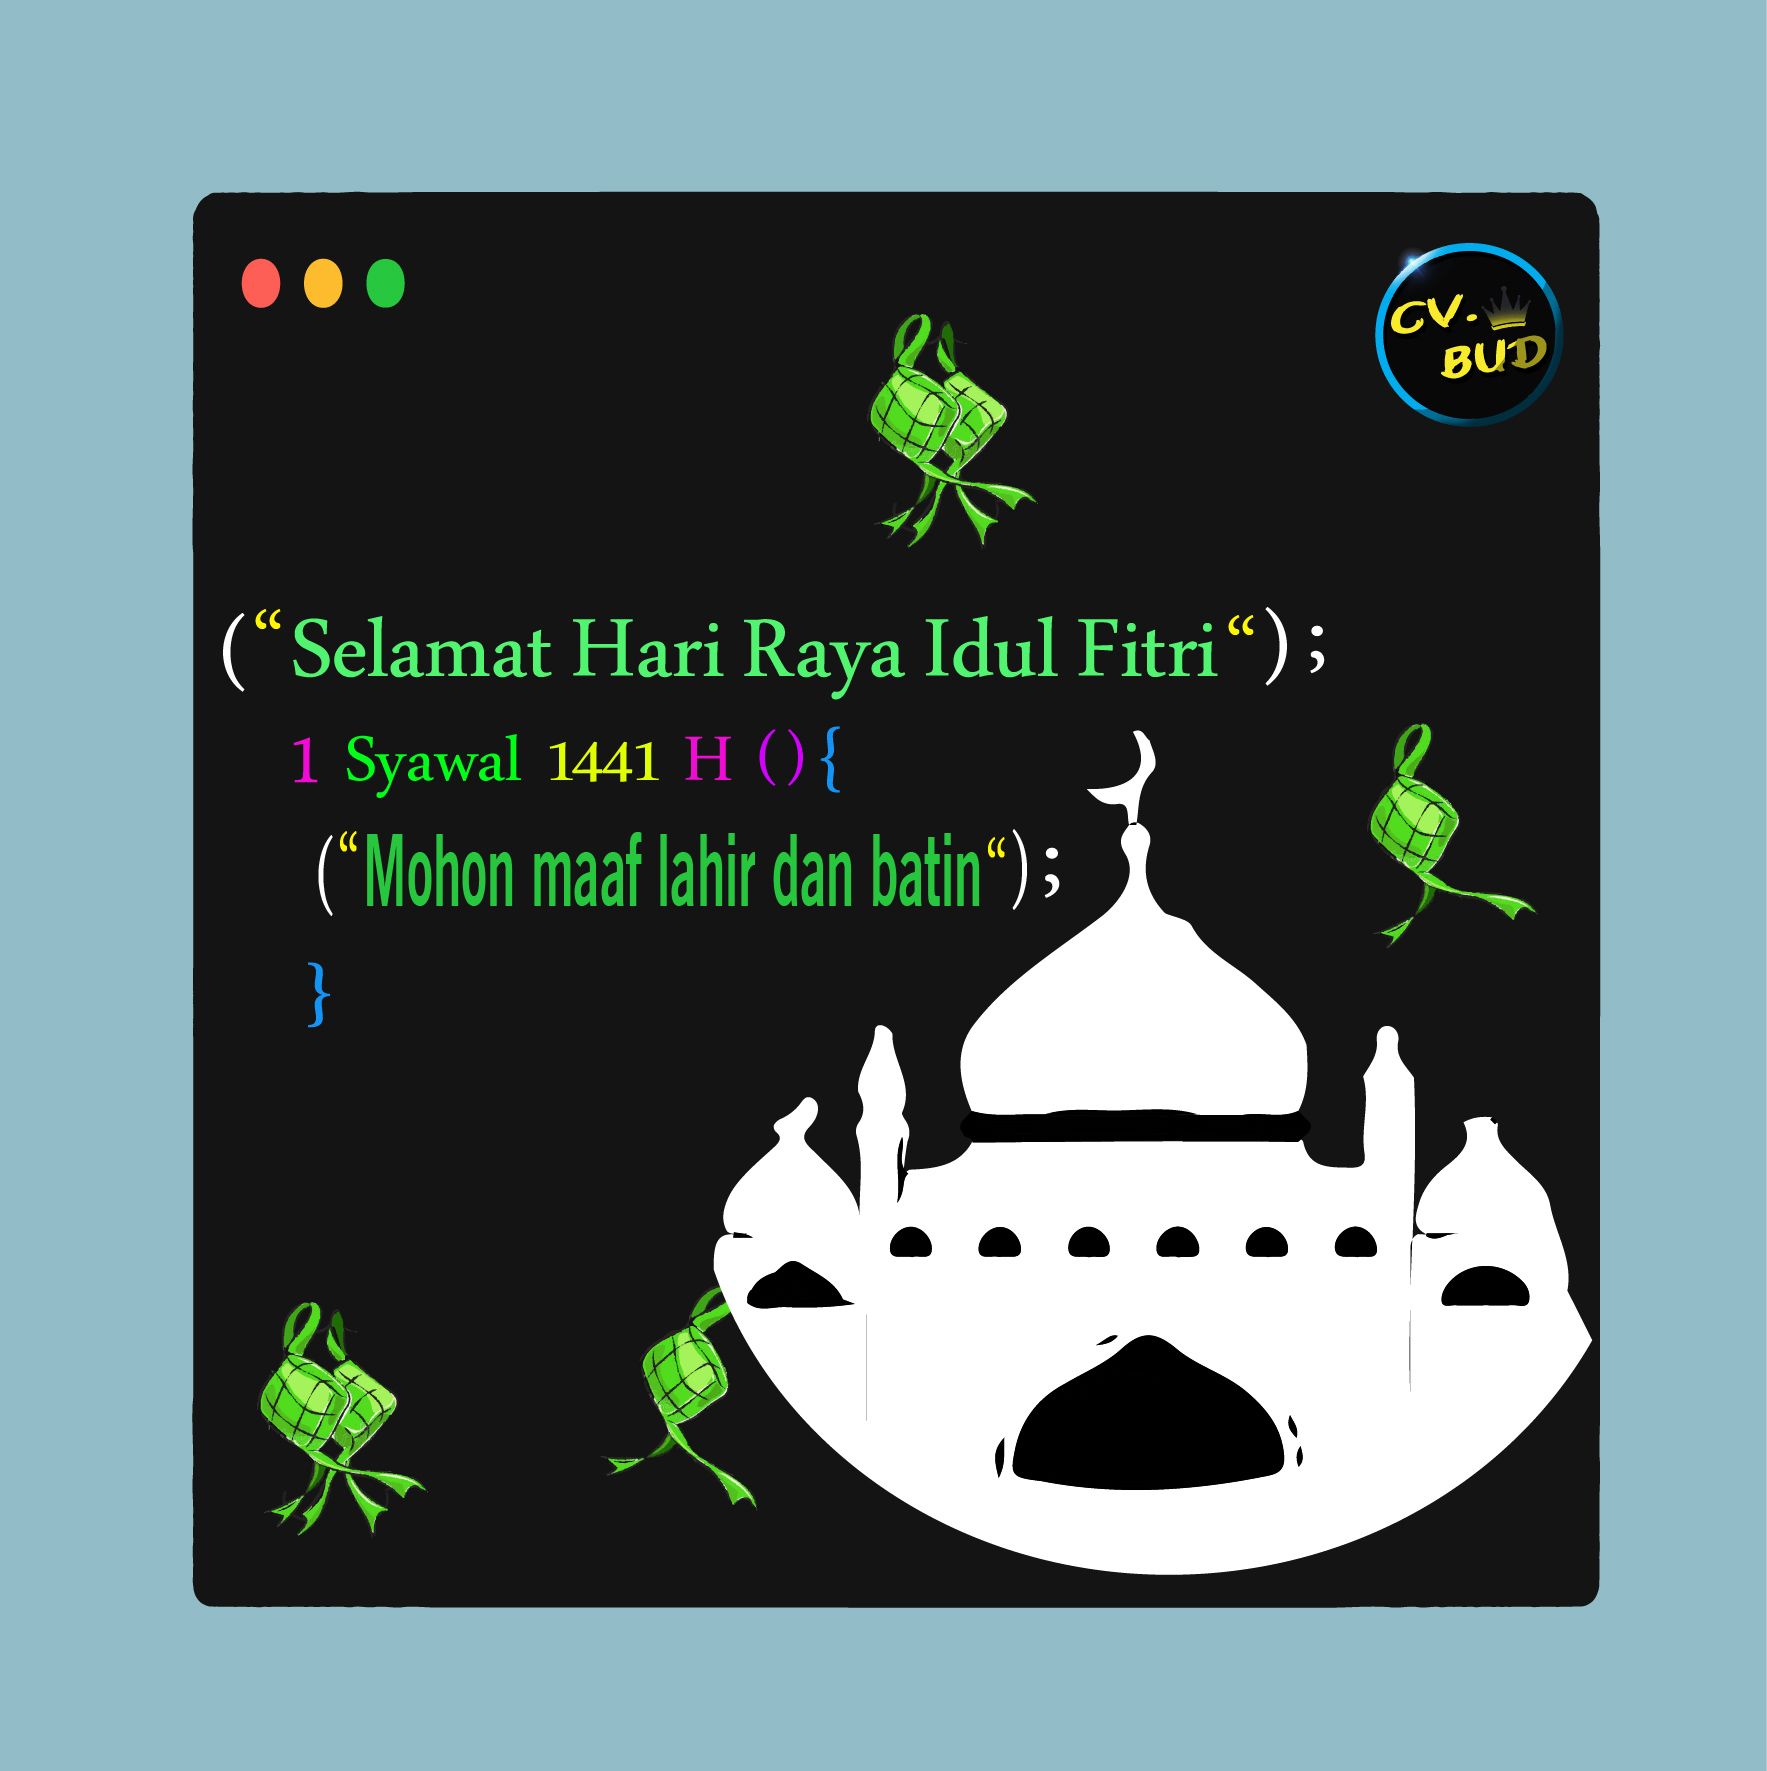 CV.
BUD
(“Selamat Hari Raya Idul Fitri“);
1 Syawal 1441 H (){
(“Mohon maaf lahir dan batin“);
}